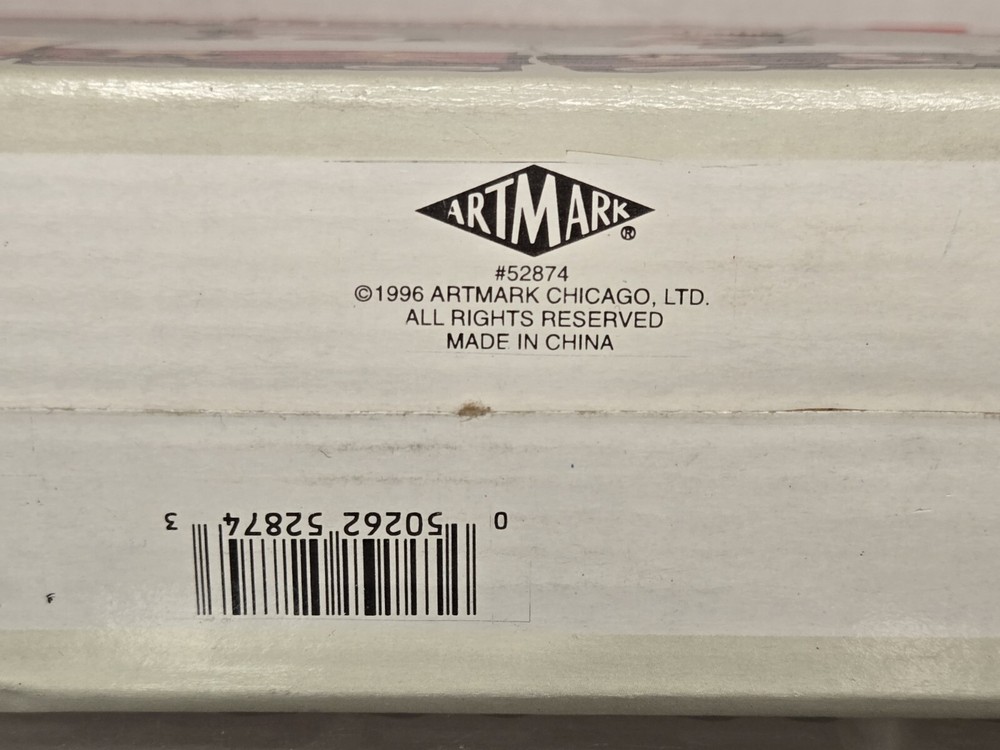 ARTMARK®
#52874
©1996 ARTMARK CHICAGO, LTD.
ALL RIGHTS RESERVED
MADE IN CHINA
0 50262 52874 3